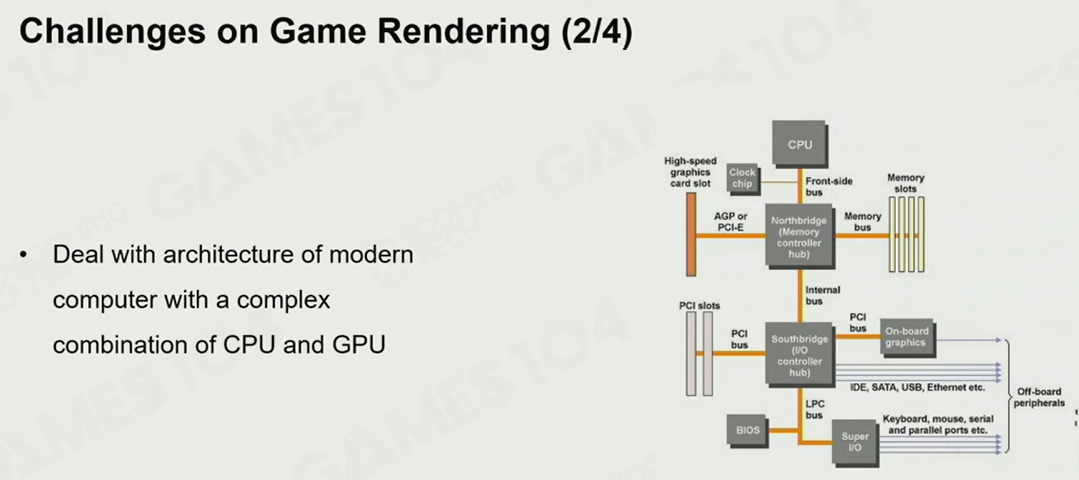 Challenges on Game Rendering (2/4)
• Deal with architecture of modern
computer with a complex
combination of CPU and GPU
CPU
High-speed
graphics
card slot
Clock
chip
Front-side
bus
Memory
slots
AGP or
PCI-E
Northbridge
(Memory
controller
hub)
Memory
bus
Internal
bus
PCI slots
PCI
bus
Southbridge
(I/O
controller
hub)
PCI
bus
On-board
graphics
IDE, SATA, USB, Ethernet etc.
Off-board
peripherals
LPC
bus
BIOS
Super
I/O
Keyboard, mouse, serial
and parallel ports etc.
GAMES104
GAMES104
GAMES104